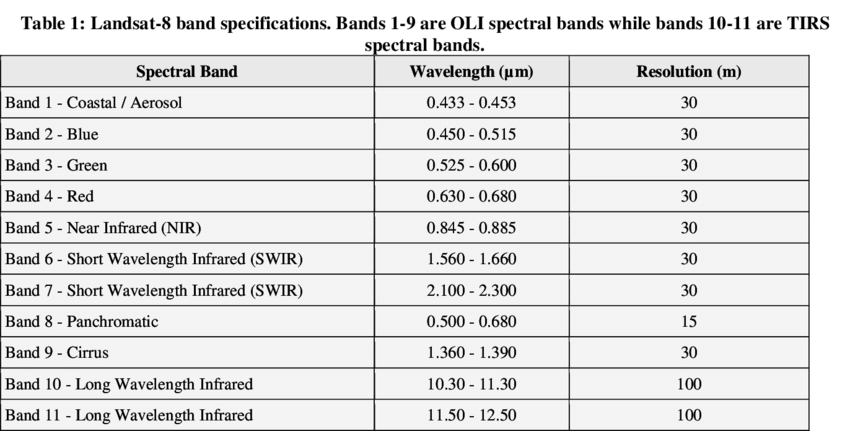 Table 1: Landsat-8 band specifications. Bands 1-9 are OLI spectral bands while bands 10-11 are TIRS
spectral bands.
Spectral Band Wavelength (µm) Resolution (m)
Band 1 - Coastal / Aerosol 0.433 - 0.453 30
Band 2 - Blue 0.450 - 0.515 30
Band 3 - Green 0.525 - 0.600 30
Band 4 - Red 0.630 - 0.680 30
Band 5 - Near Infrared (NIR) 0.845 - 0.885 30
Band 6 - Short Wavelength Infrared (SWIR) 1.560 - 1.660 30
Band 7 - Short Wavelength Infrared (SWIR) 2.100 - 2.300 30
Band 8 - Panchromatic 0.500 - 0.680 15
Band 9 - Cirrus 1.360 - 1.390 30
Band 10 - Long Wavelength Infrared 10.30 - 11.30 100
Band 11 - Long Wavelength Infrared 11.50 - 12.50 100